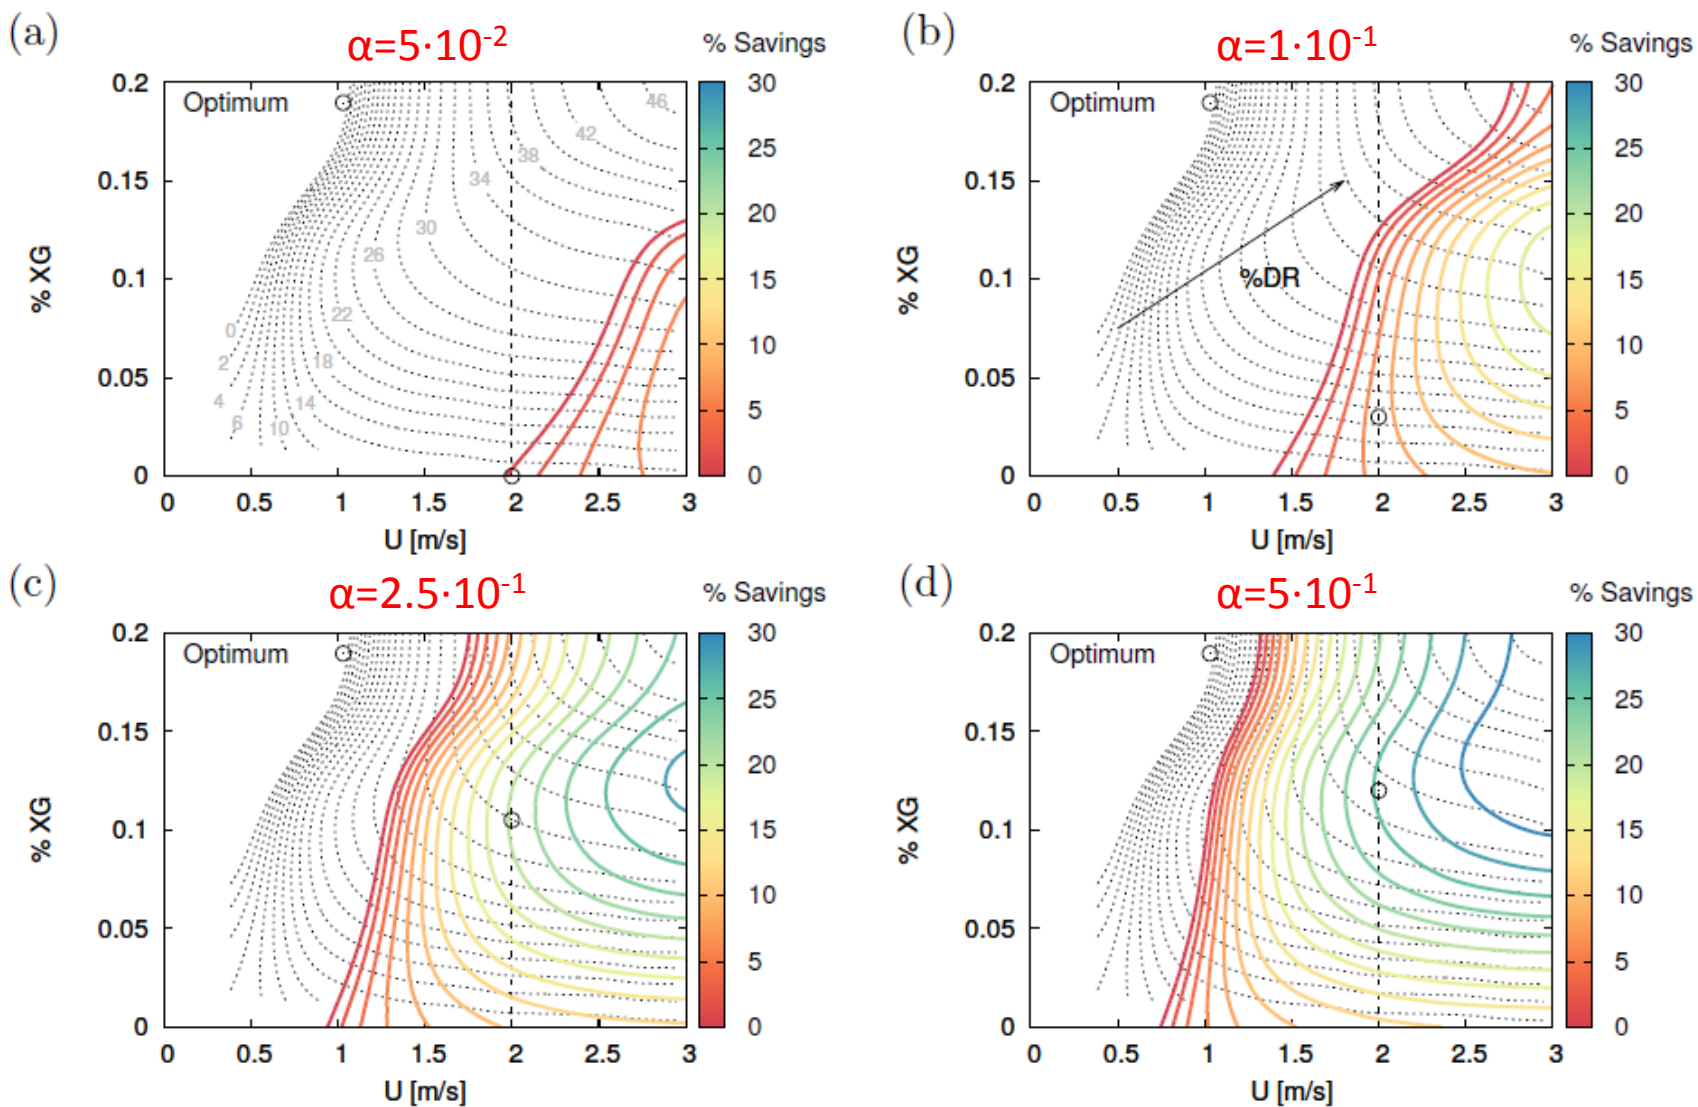 (a)
α=5·10-2
% Savings
0.2
0.15
0.1
0.05
0
% XG
Optimum
46
42
38
34
30
26
22
18
14
10
0
2
4
6
0 0.5 1 1.5 2 2.5 3
U [m/s]
30
25
20
15
10
5
0
(b)
α=1·10-1
% Savings
0.2
0.15
0.1
0.05
0
% XG
Optimum
%DR
0 0.5 1 1.5 2 2.5 3
U [m/s]
30
25
20
15
10
5
0
(c)
α=2.5·10-1
% Savings
0.2
0.15
0.1
0.05
0
% XG
Optimum
0 0.5 1 1.5 2 2.5 3
U [m/s]
30
25
20
15
10
5
0
(d)
α=5·10-1
% Savings
0.2
0.15
0.1
0.05
0
% XG
Optimum
0 0.5 1 1.5 2 2.5 3
U [m/s]
30
25
20
15
10
5
0